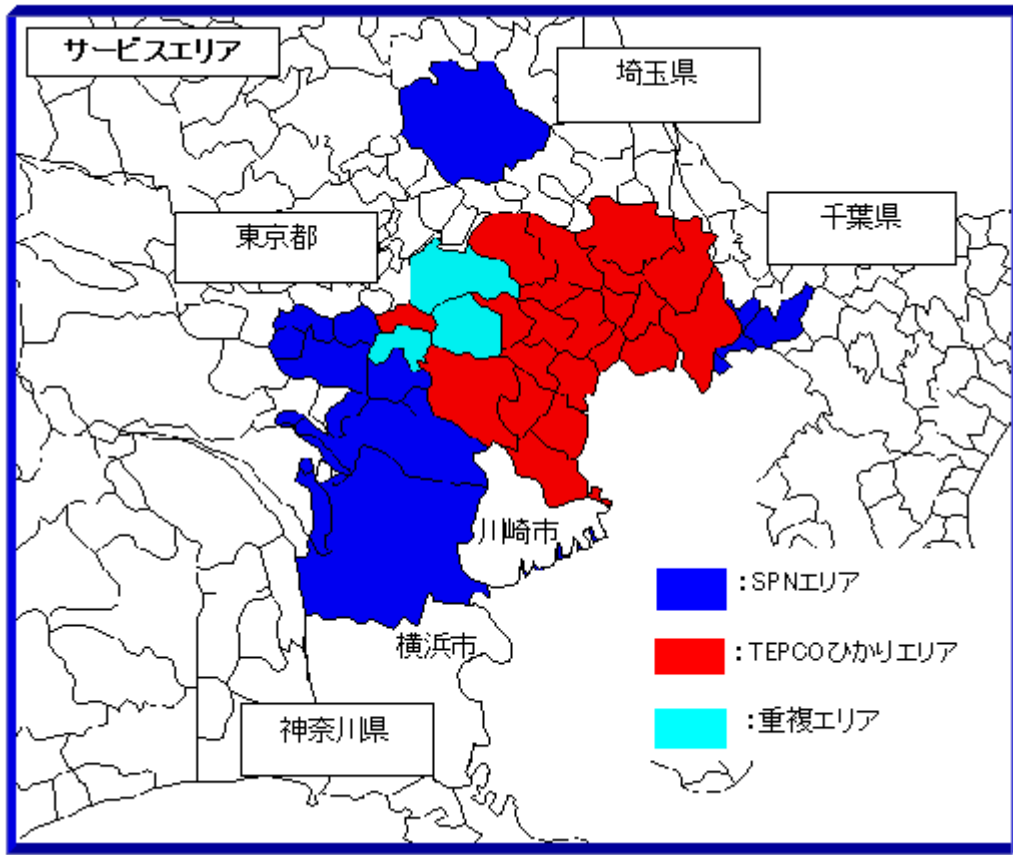 サービスエリア
埼玉県
千葉県
東京都
川崎市
:SPNエリア
横浜市
:TEPCOひかりエリア
神奈川県
:重複エリア